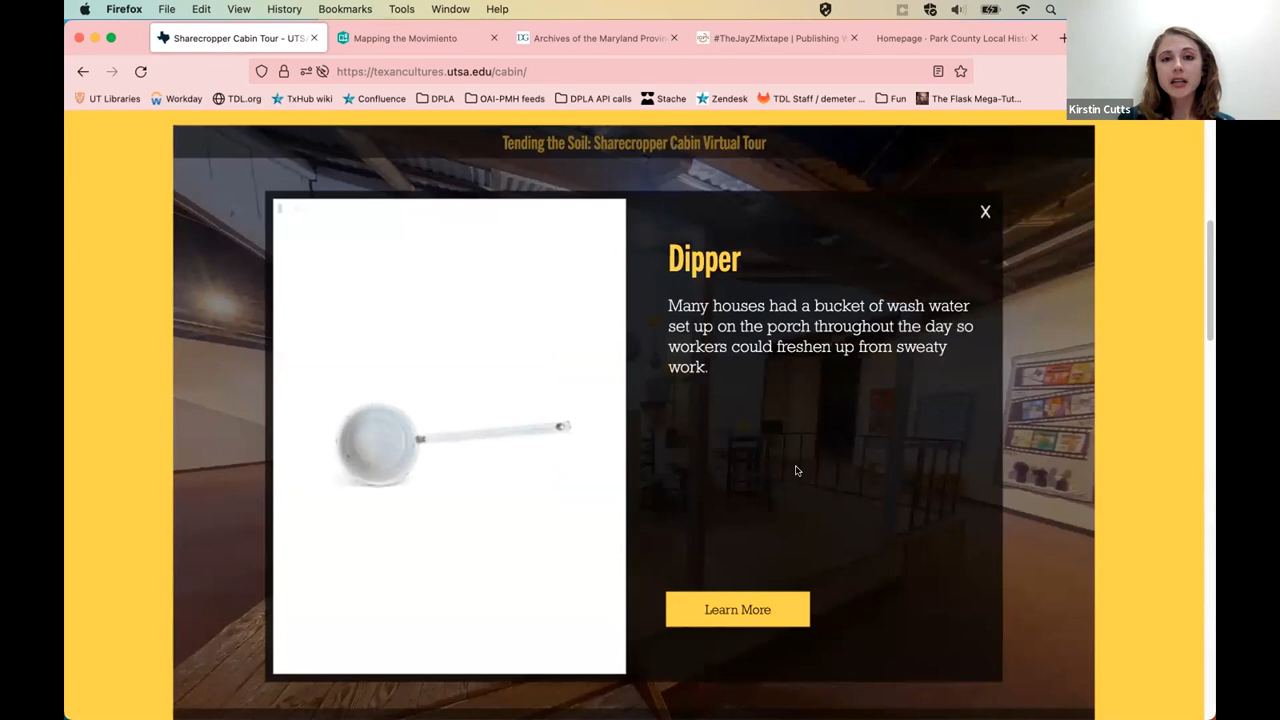 Firefox File Edit View History Bookmarks Tools Window Help
Sharecropper Cabin Tour - UTS
Mapping the Movimiento
Archives of the Maryland Provin
#TheJayZMixtape | Publishing W
Homepage · Park County Local Hist
https://texancultures.utsa.edu/cabin/
UT Libraries Workday TDL.org TxHub wiki Confluence DPLA OAI-PMH feeds DPLA API calls Stache Zendesk TDL Staff / demeter ... Fun The Flask Mega-Tut...
Kirstin Cutts
Tending the Soil: Sharecropper Cabin Virtual Tour
X
Dipper
Many houses had a bucket of wash water
set up on the porch throughout the day so
workers could freshen up from sweaty
work.
Learn More